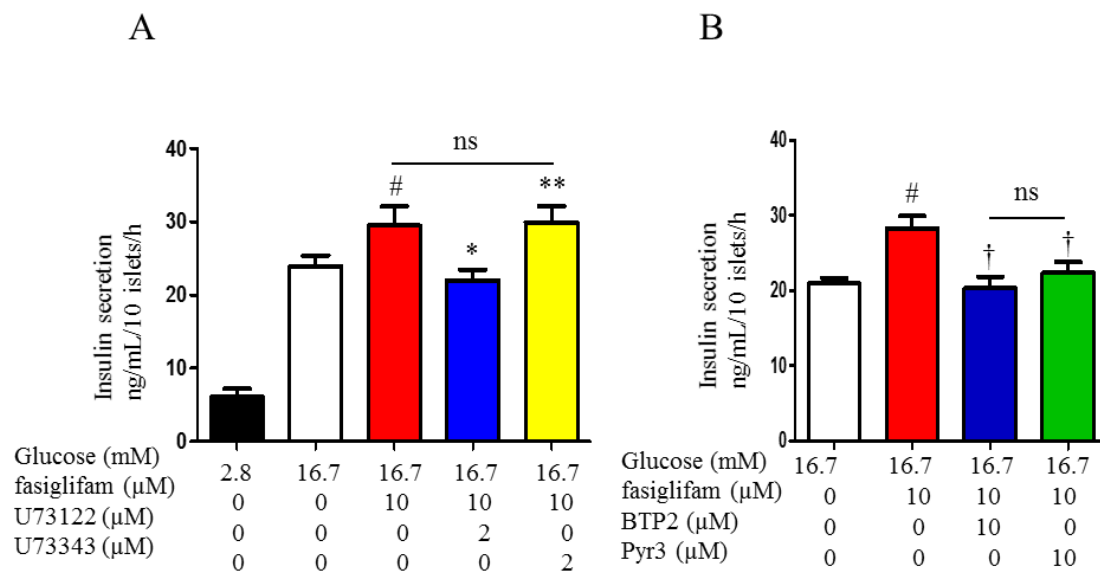 A
B
Insulin secretion
ng/mL/10 islets/h
40
30
20
10
0
ns
#
*
**
Glucose (mM) 2.8 16.7 16.7 16.7 16.7
fasiglifam (µM) 0 0 10 10 10
U73122 (µM) 0 0 0 2 0
U73343 (µM) 0 0 0 0 2
Insulin secretion
ng/mL/10 islets/h
40
30
20
10
0
ns
#
†
†
Glucose (mM) 16.7 16.7 16.7 16.7
fasiglifam (µM) 0 10 10 10
BTP2 (µM) 0 0 10 0
Pyr3 (µM) 0 0 0 10